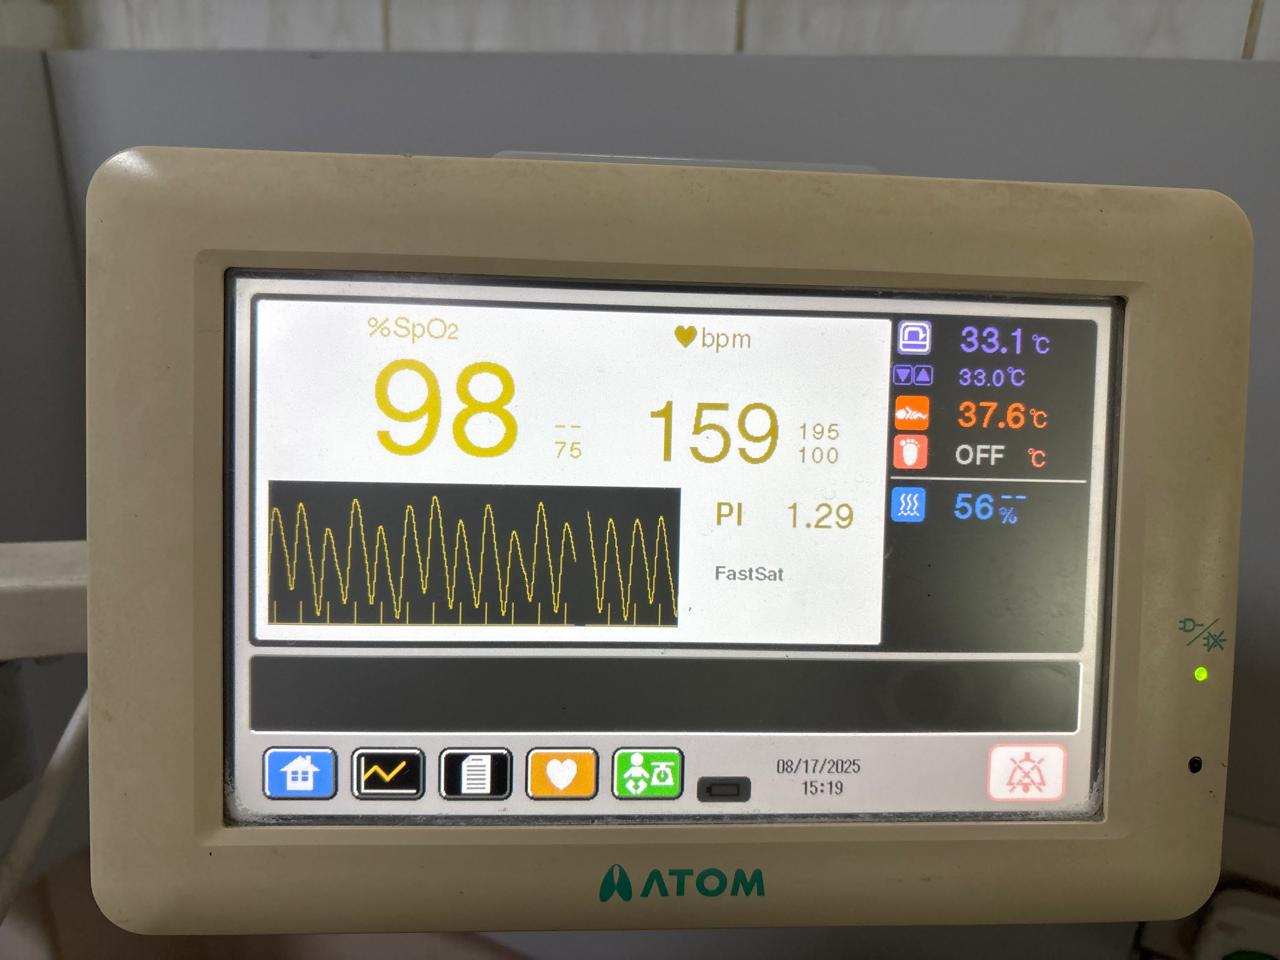 %SpO2
♥bpm
98
--
75
159
195
100
PI 1.29
FastSat
33.1 ℃
33.0℃
37.6℃
OFF ℃
56 -- %
08/17/2025
15:19
ATOM